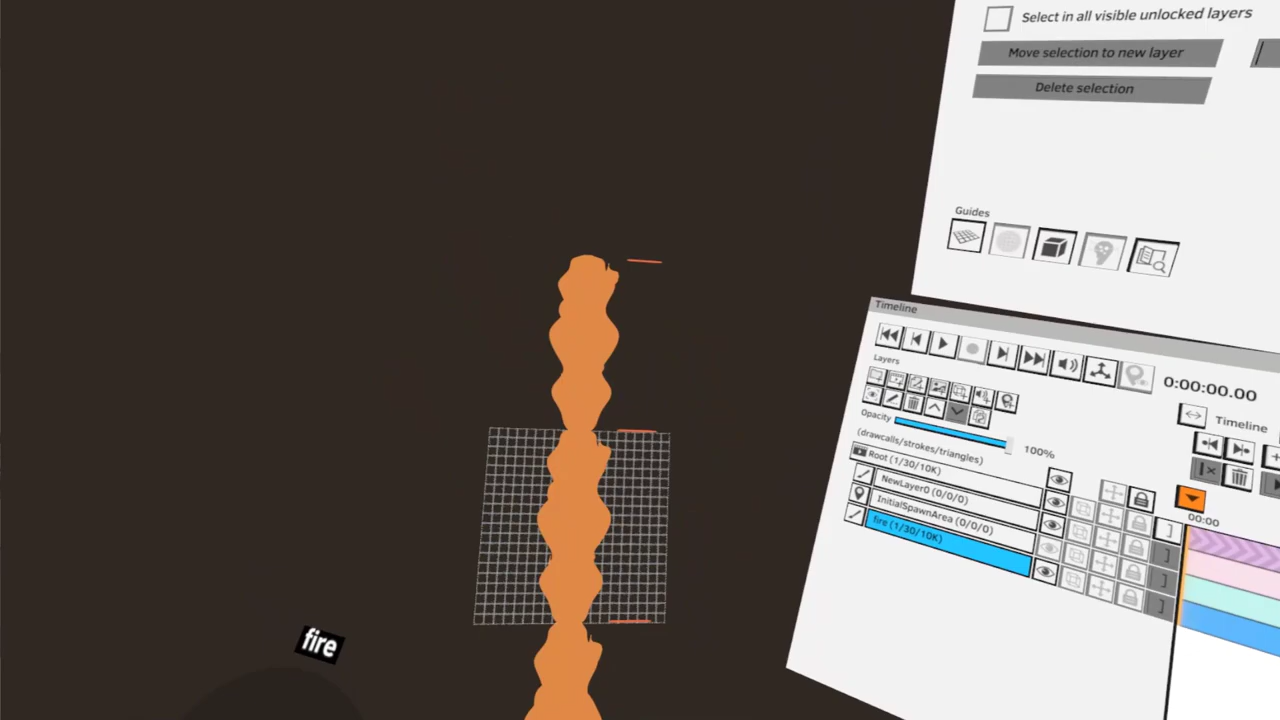 Select in all visible unlocked layers
Move selection to new layer
Delete selection
Guides
Timeline
Layers
0:00:00.00
Timeline
Opacity
100%
(drawcalls/strokes/triangles)
Root (1/30/10K)
NewLayer0 (0/0/0)
InitialSpawnArea (0/0/0)
fire (1/30/10K)
00:00
fire